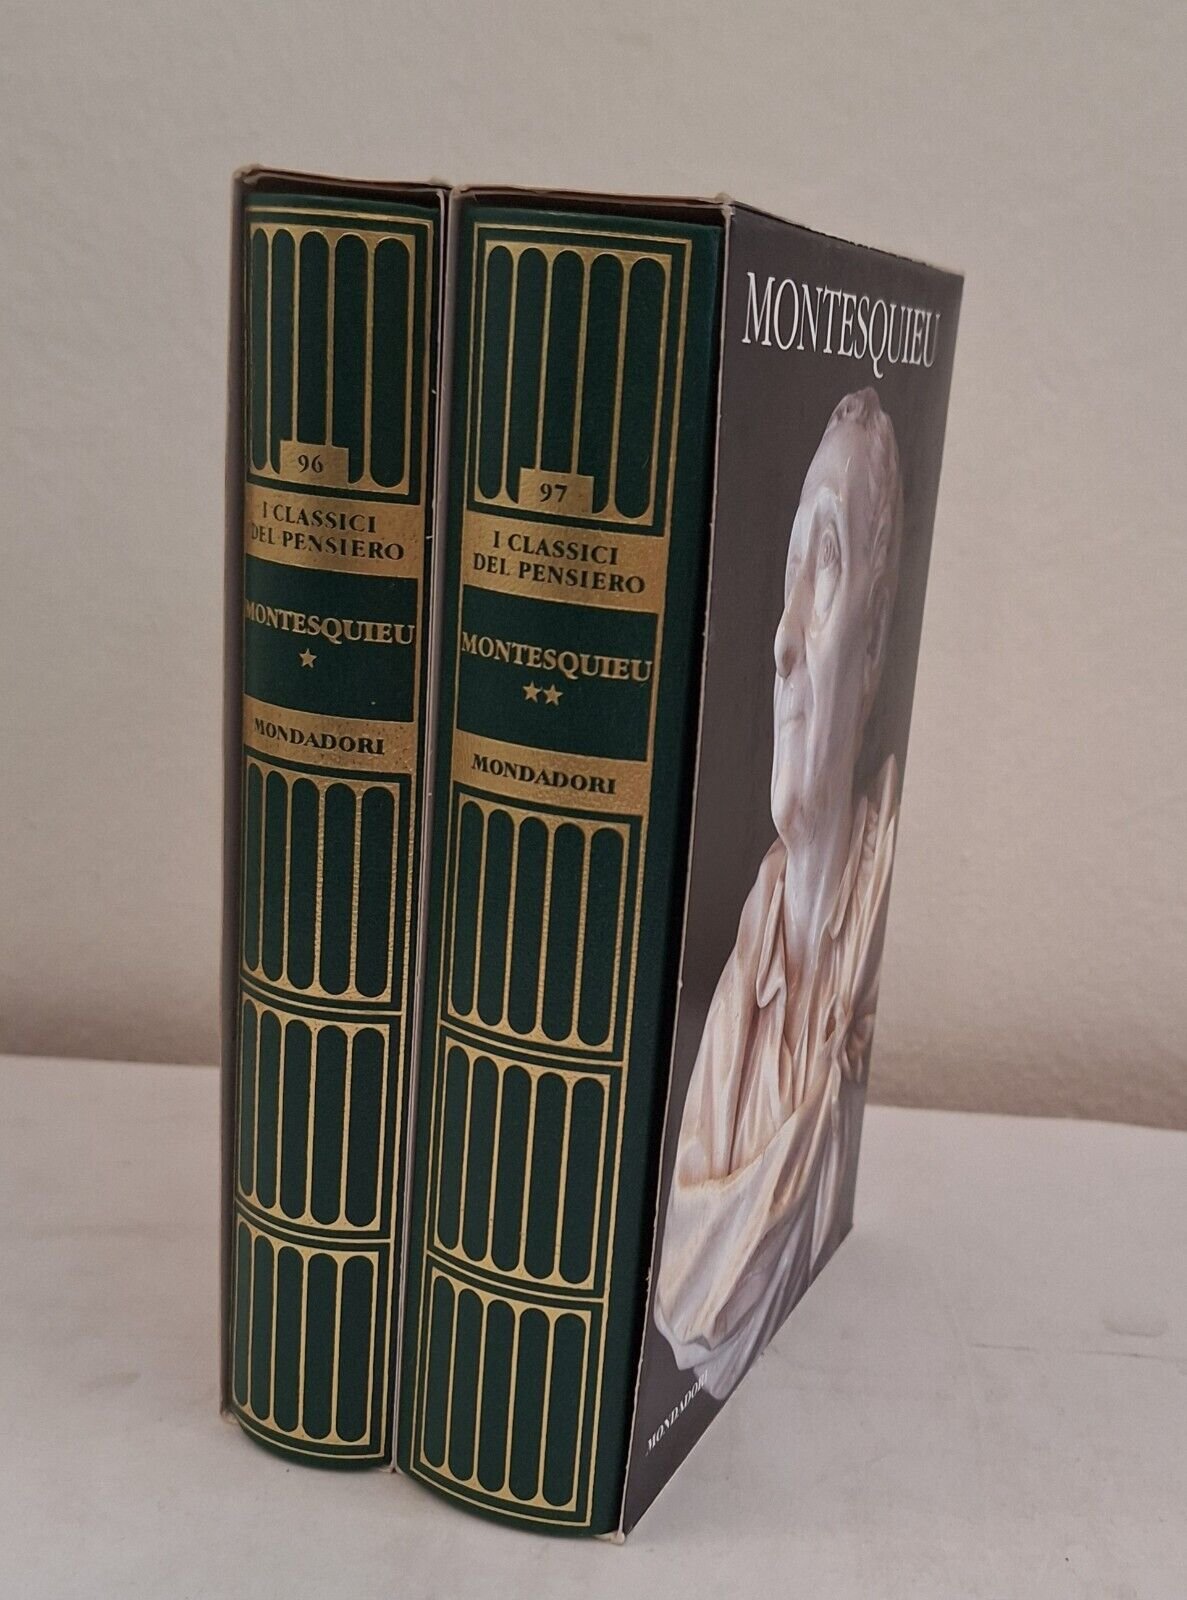 96
I CLASSICI
DEL PENSIERO
MONTESQUIEU
★
MONDADORI
97
I CLASSICI
DEL PENSIERO
MONTESQUIEU
★★
MONDADORI
MONTESQUIEU
MONDADORI